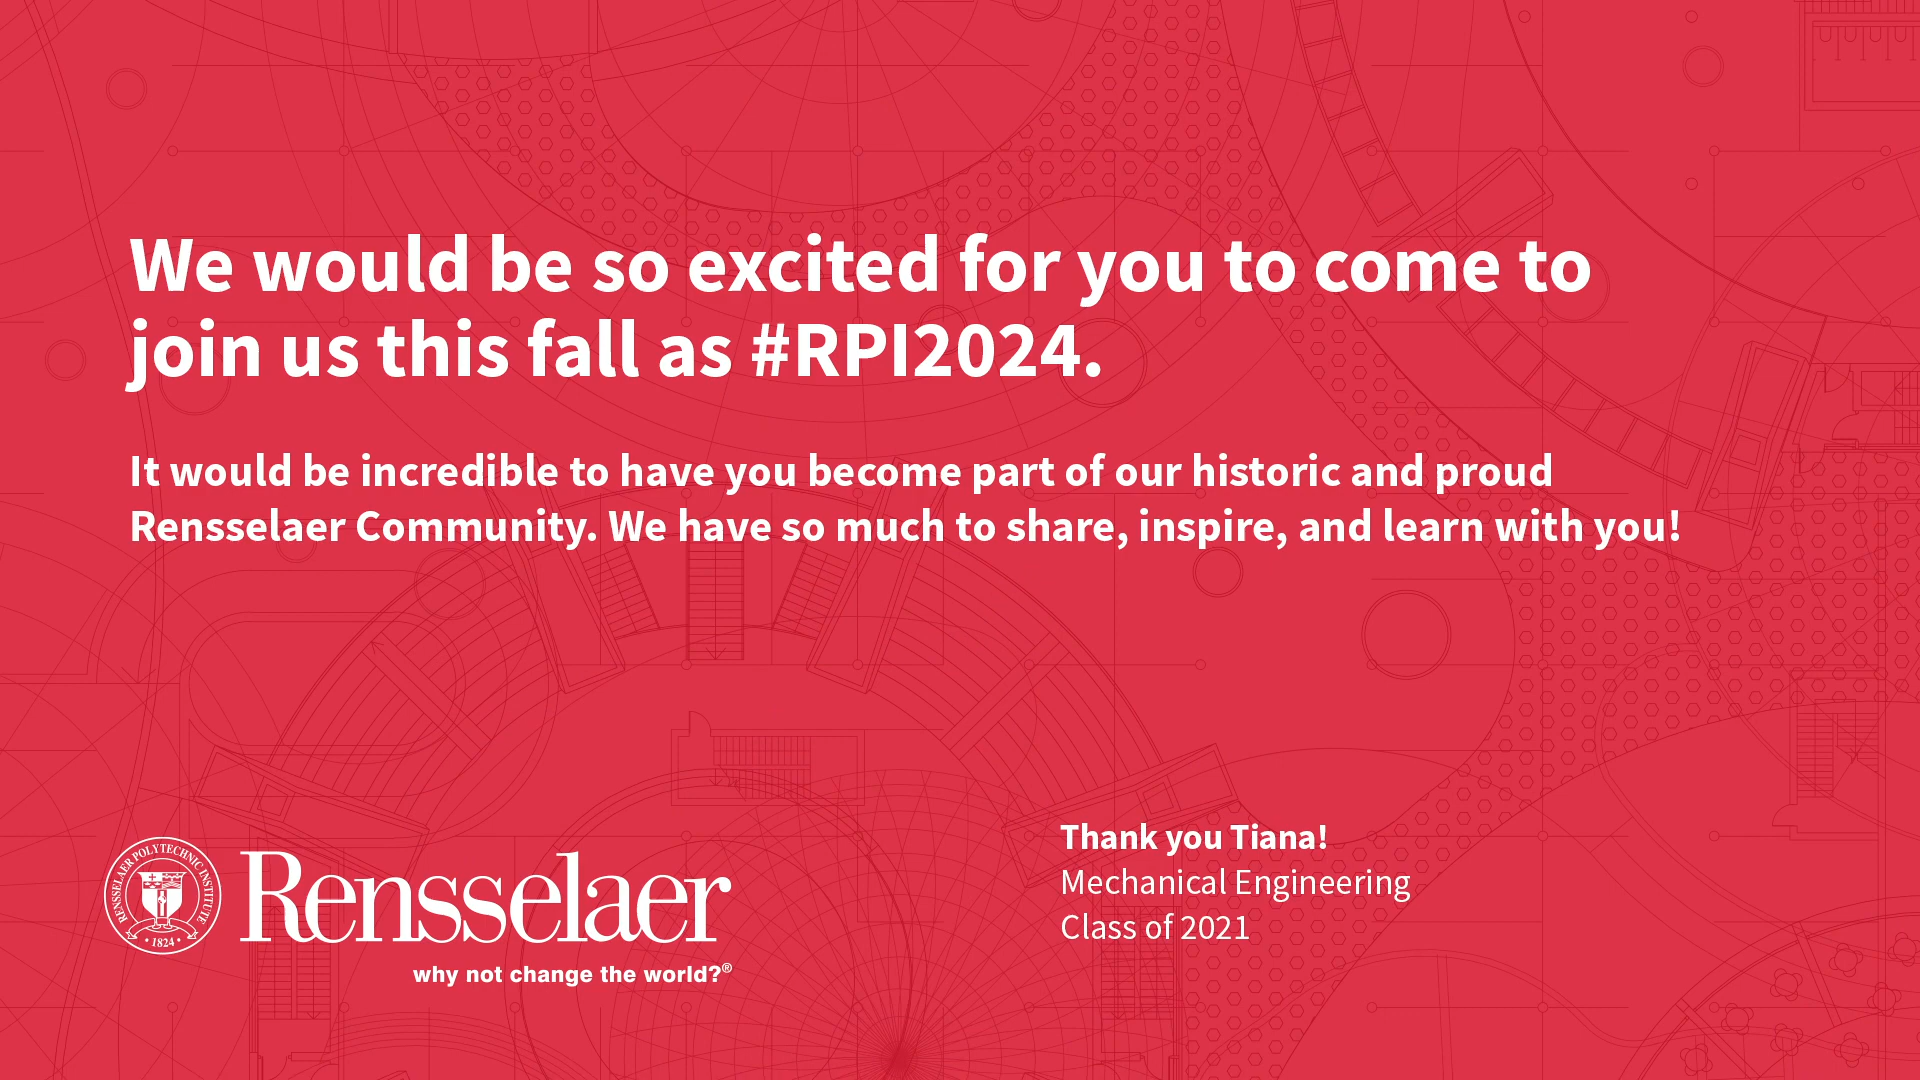 We would be so excited for you to come to
join us this fall as #RPI2024.
It would be incredible to have you become part of our historic and proud
Rensselaer Community. We have so much to share, inspire, and learn with you!
RENSSELAER POLYTECHNIC INSTITUTE
• 1824 •
Rensselaer
why not change the world?®
Thank you Tiana!
Mechanical Engineering
Class of 2021